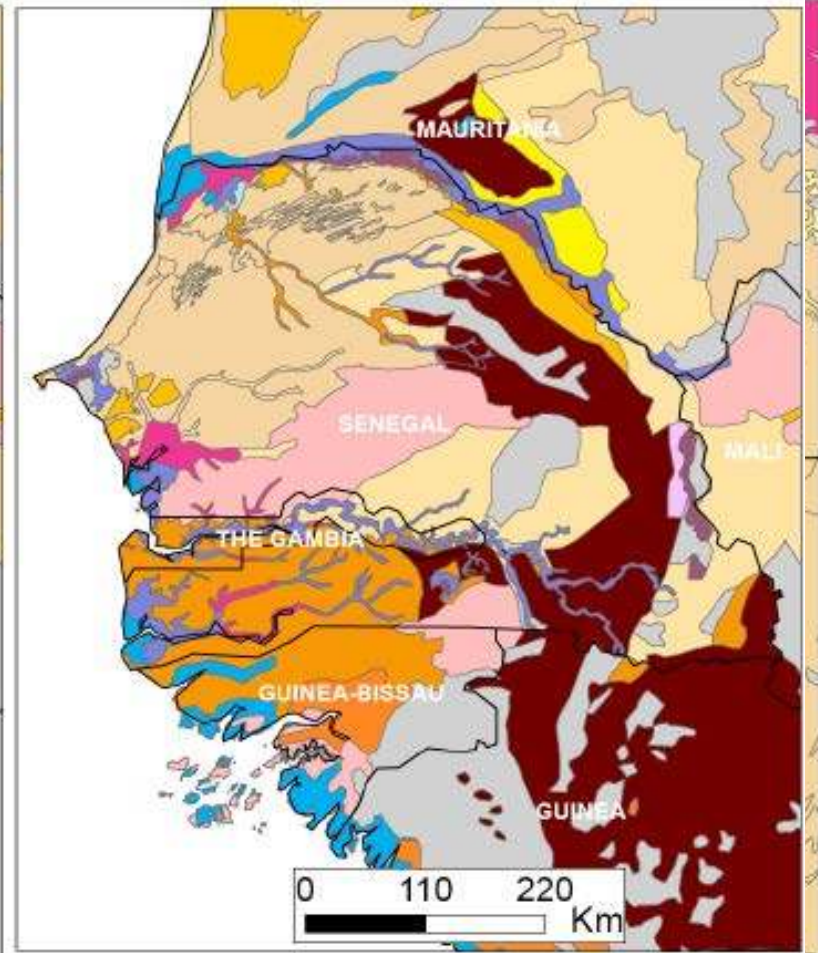 MAURITANIA
SENEGAL
MALI
THE GAMBIA
GUINEA-BISSAU
GUINEA
0 110 220
Km